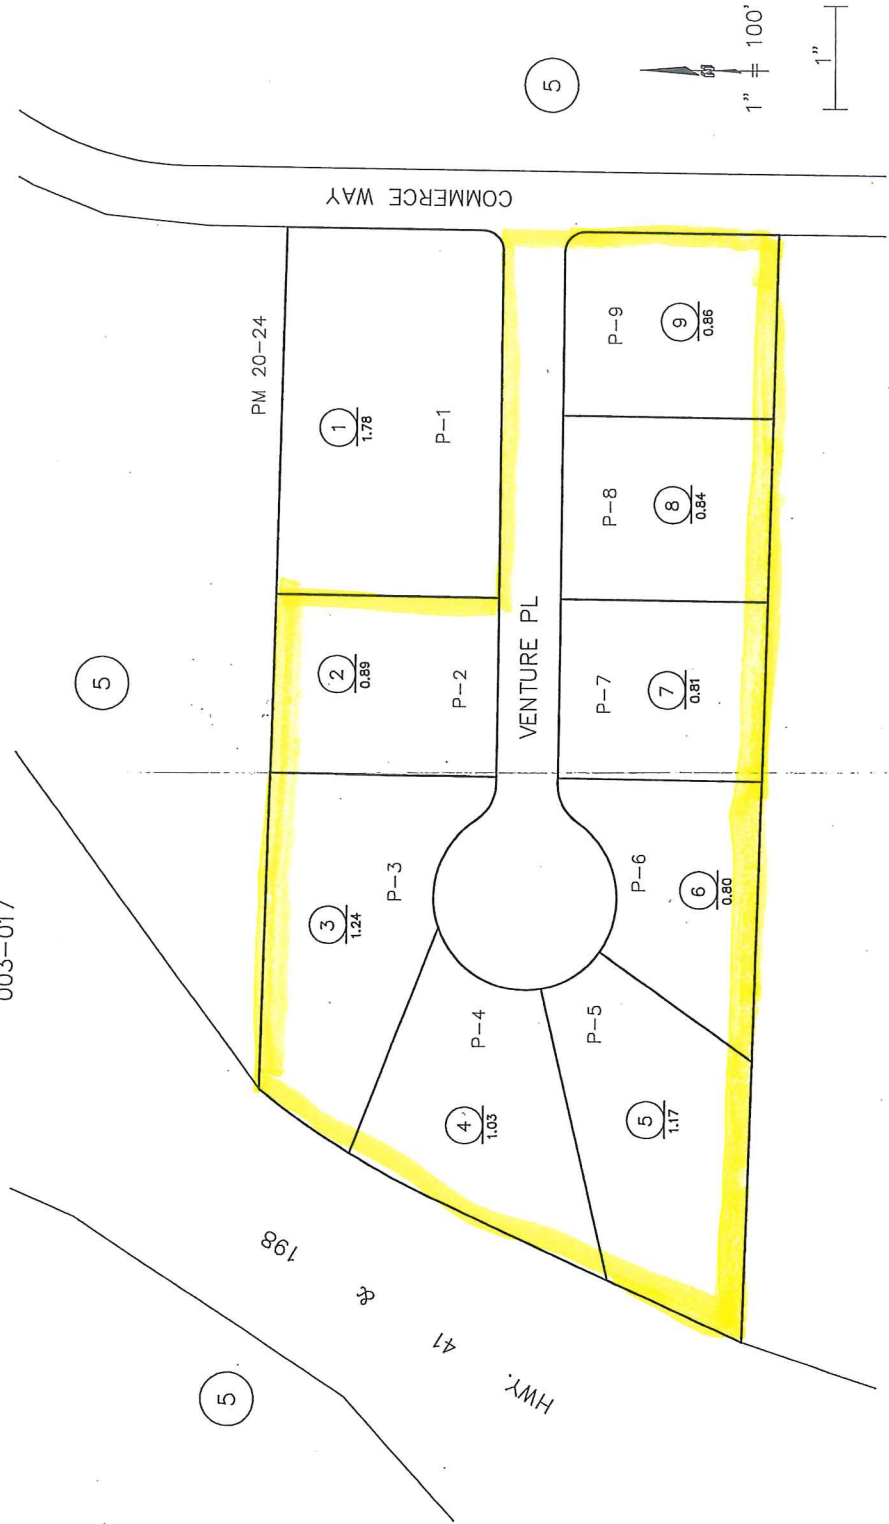 003-017
5
PM 20-24
COMMERCE WAY
5
1" = 100'
1"
1
1.78
P-1
2
0.89
P-2
3
1.24
P-3
4
1.03
P-4
P-5
5
1.17
P-6
6
0.80
P-7
7
0.81
P-8
8
0.84
P-9
9
0.86
VENTURE PL
HWY. 41 & 198
5
N